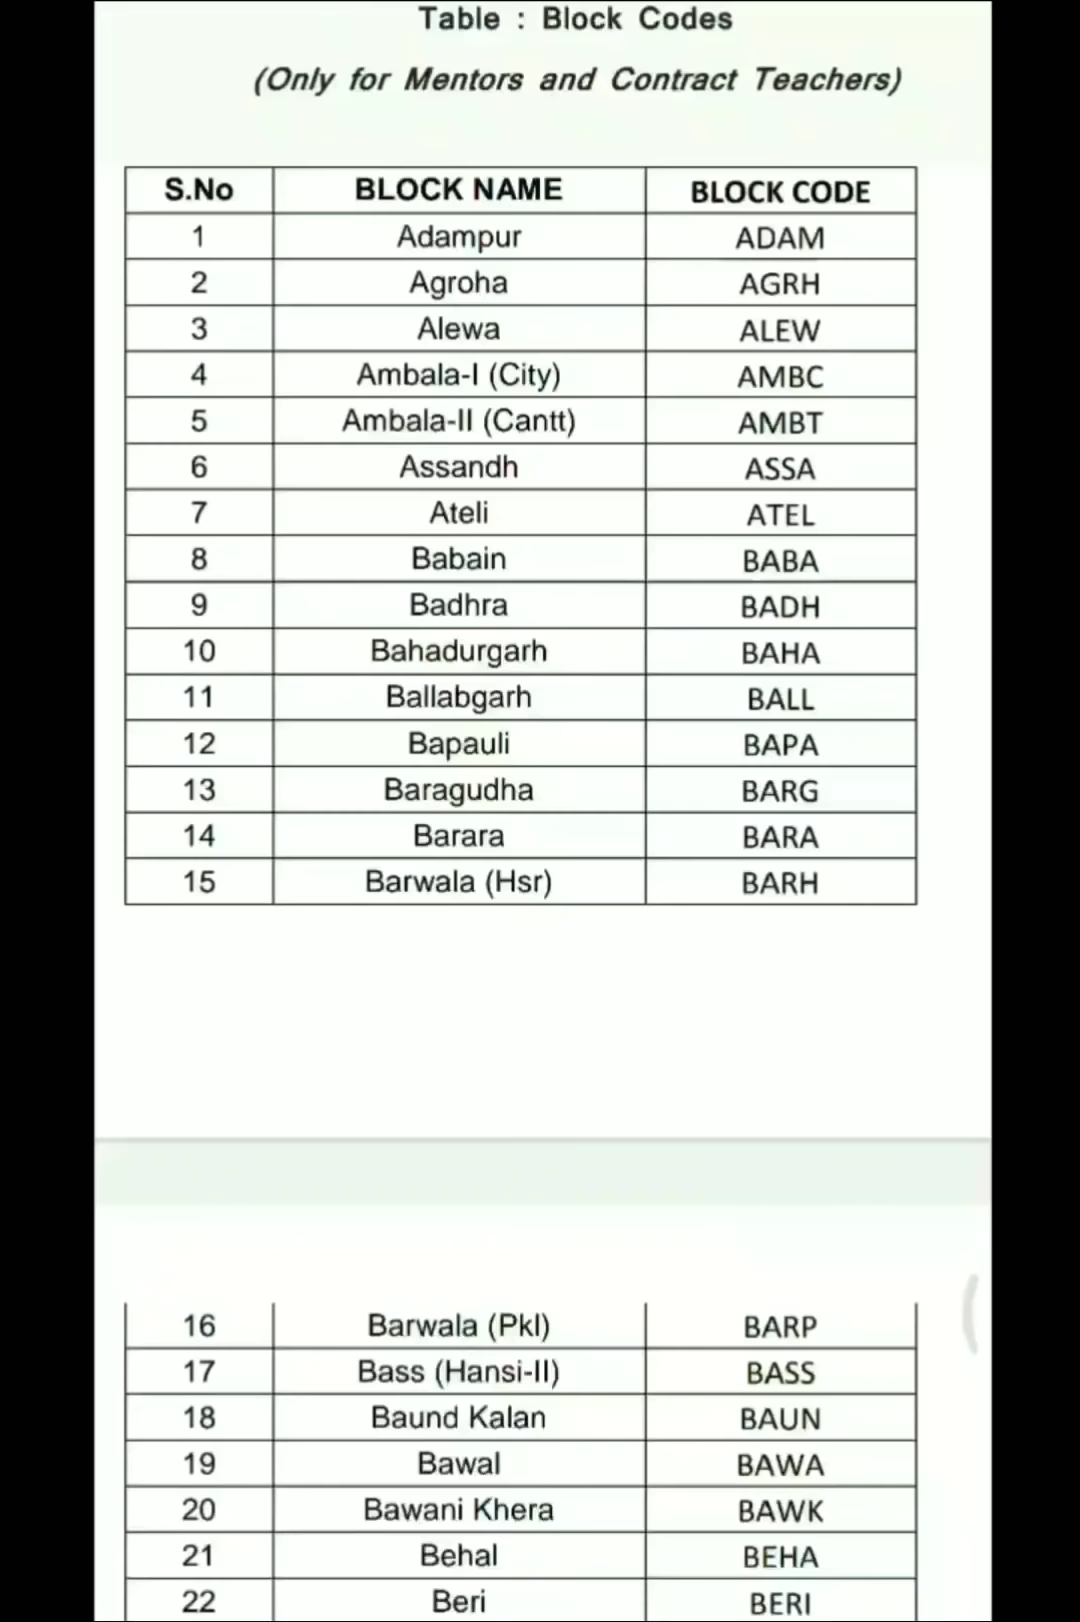 Table : Block Codes
(Only for Mentors and Contract Teachers)
S.No BLOCK NAME BLOCK CODE
1 Adampur ADAM
2 Agroha AGRH
3 Alewa ALEW
4 Ambala-I (City) AMBC
5 Ambala-II (Cantt) AMBT
6 Assandh ASSA
7 Ateli ATEL
8 Babain BABA
9 Badhra BADH
10 Bahadurgarh BAHA
11 Ballabgarh BALL
12 Bapauli BAPA
13 Baragudha BARG
14 Barara BARA
15 Barwala (Hsr) BARH
16 Barwala (Pkl) BARP
17 Bass (Hansi-II) BASS
18 Baund Kalan BAUN
19 Bawal BAWA
20 Bawani Khera BAWK
21 Behal BEHA
22 Beri BERI